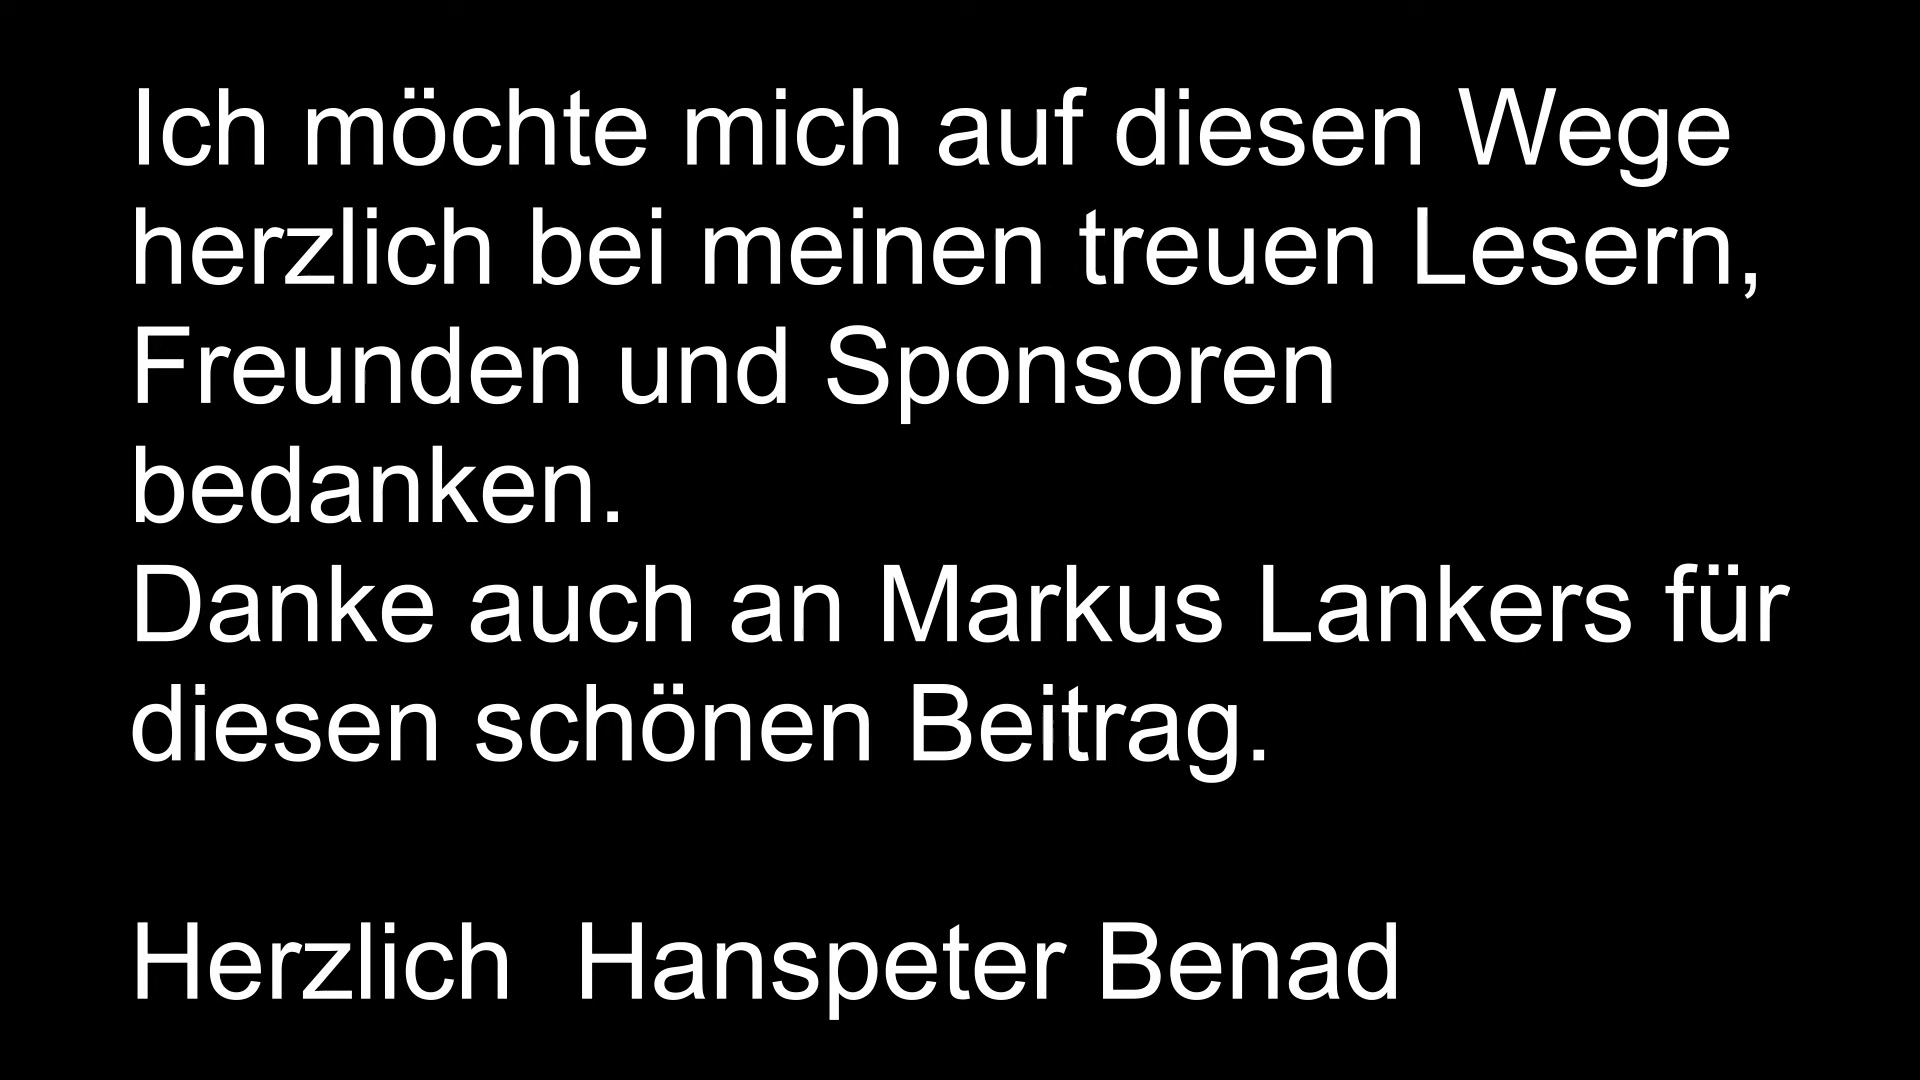 Ich möchte mich auf diesen Wege
herzlich bei meinen treuen Lesern,
Freunden und Sponsoren
bedanken.
Danke auch an Markus Lankers für
diesen schönen Beitrag.
Herzlich  Hanspeter Benad